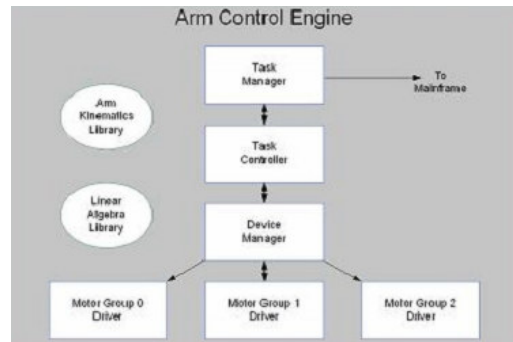 Arm Control Engine
Task
Manager
To
Mainframe
Arm
Kinematics
Library
Task
Controller
Linear
Algebra
Library
Device
Manager
Motor Group 0
Driver
Motor Group 1
Driver
Motor Group 2
Driver